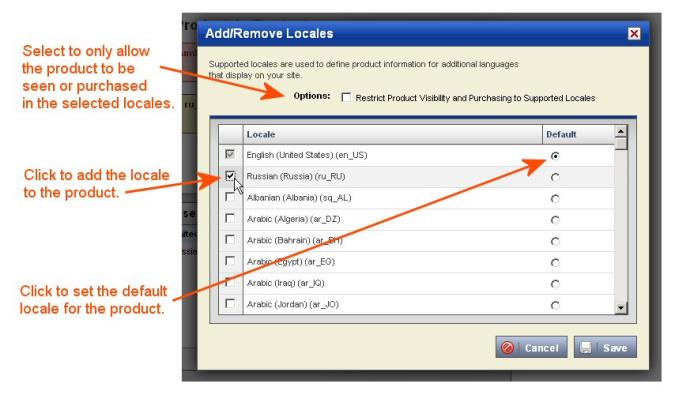 Add/Remove Locales
Select to only allow
the product to be
seen or purchased
in the selected locales.
Supported locales are used to define product information for additional languages
that display on your site.
Options: Restrict Product Visibility and Purchasing to Supported Locales
Locale Default
English (United States) (en_US)
Click to add the locale
to the product.
Russian (Russia) (ru_RU)
Albanian (Albania) (sq_AL)
Arabic (Algeria) (ar_DZ)
Arabic (Bahrain) (ar_BH)
Arabic (Egypt) (ar_EG)
Click to set the default
locale for the product.
Arabic (Iraq) (ar_IQ)
Arabic (Jordan) (ar_JO)
Cancel Save